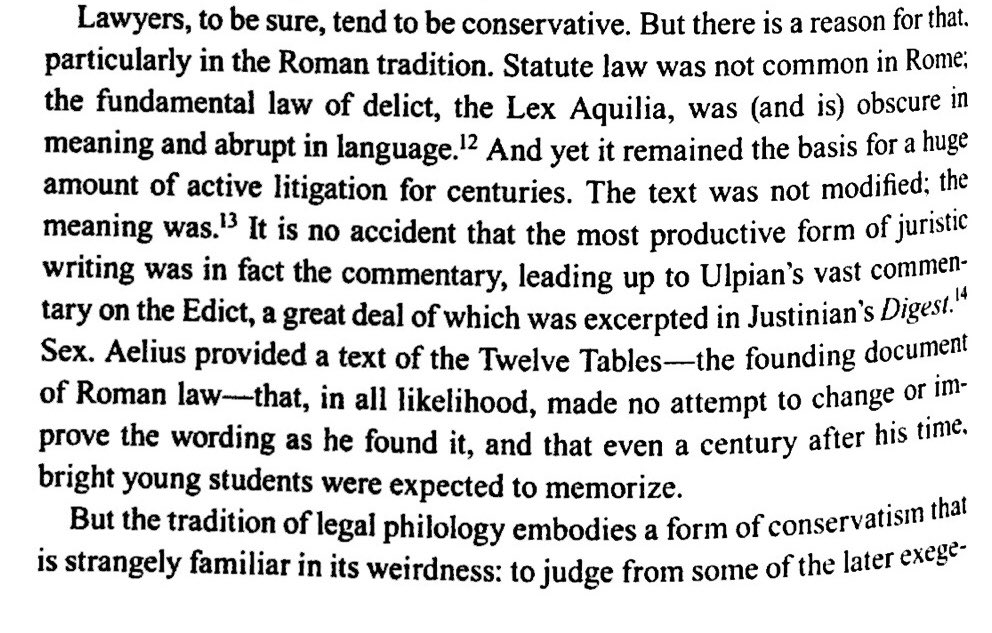 Lawyers, to be sure, tend to be conservative. But there is a reason for that,
particularly in the Roman tradition. Statute law was not common in Rome;
the fundamental law of delict, the Lex Aquilia, was (and is) obscure in
meaning and abrupt in language.¹² And yet it remained the basis for a huge
amount of active litigation for centuries. The text was not modified; the
meaning was.¹³ It is no accident that the most productive form of juristic
writing was in fact the commentary, leading up to Ulpian's vast commen-
tary on the Edict, a great deal of which was excerpted in Justinian's Digest.¹⁴
Sex. Aelius provided a text of the Twelve Tables—the founding document
of Roman law—that, in all likelihood, made no attempt to change or im-
prove the wording as he found it, and that even a century after his time,
bright young students were expected to memorize.
But the tradition of legal philology embodies a form of conservatism that
is strangely familiar in its weirdness: to judge from some of the later exege-